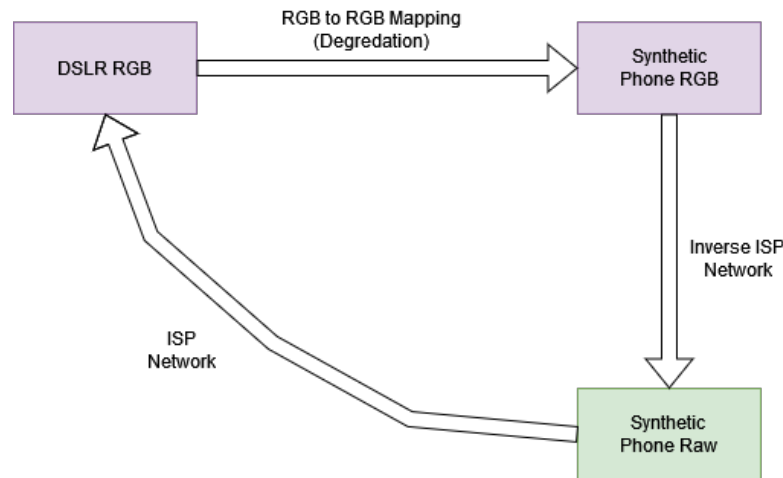 RGB to RGB Mapping
(Degredation)
DSLR RGB
Synthetic
Phone RGB
Inverse ISP
Network
ISP
Network
Synthetic
Phone Raw